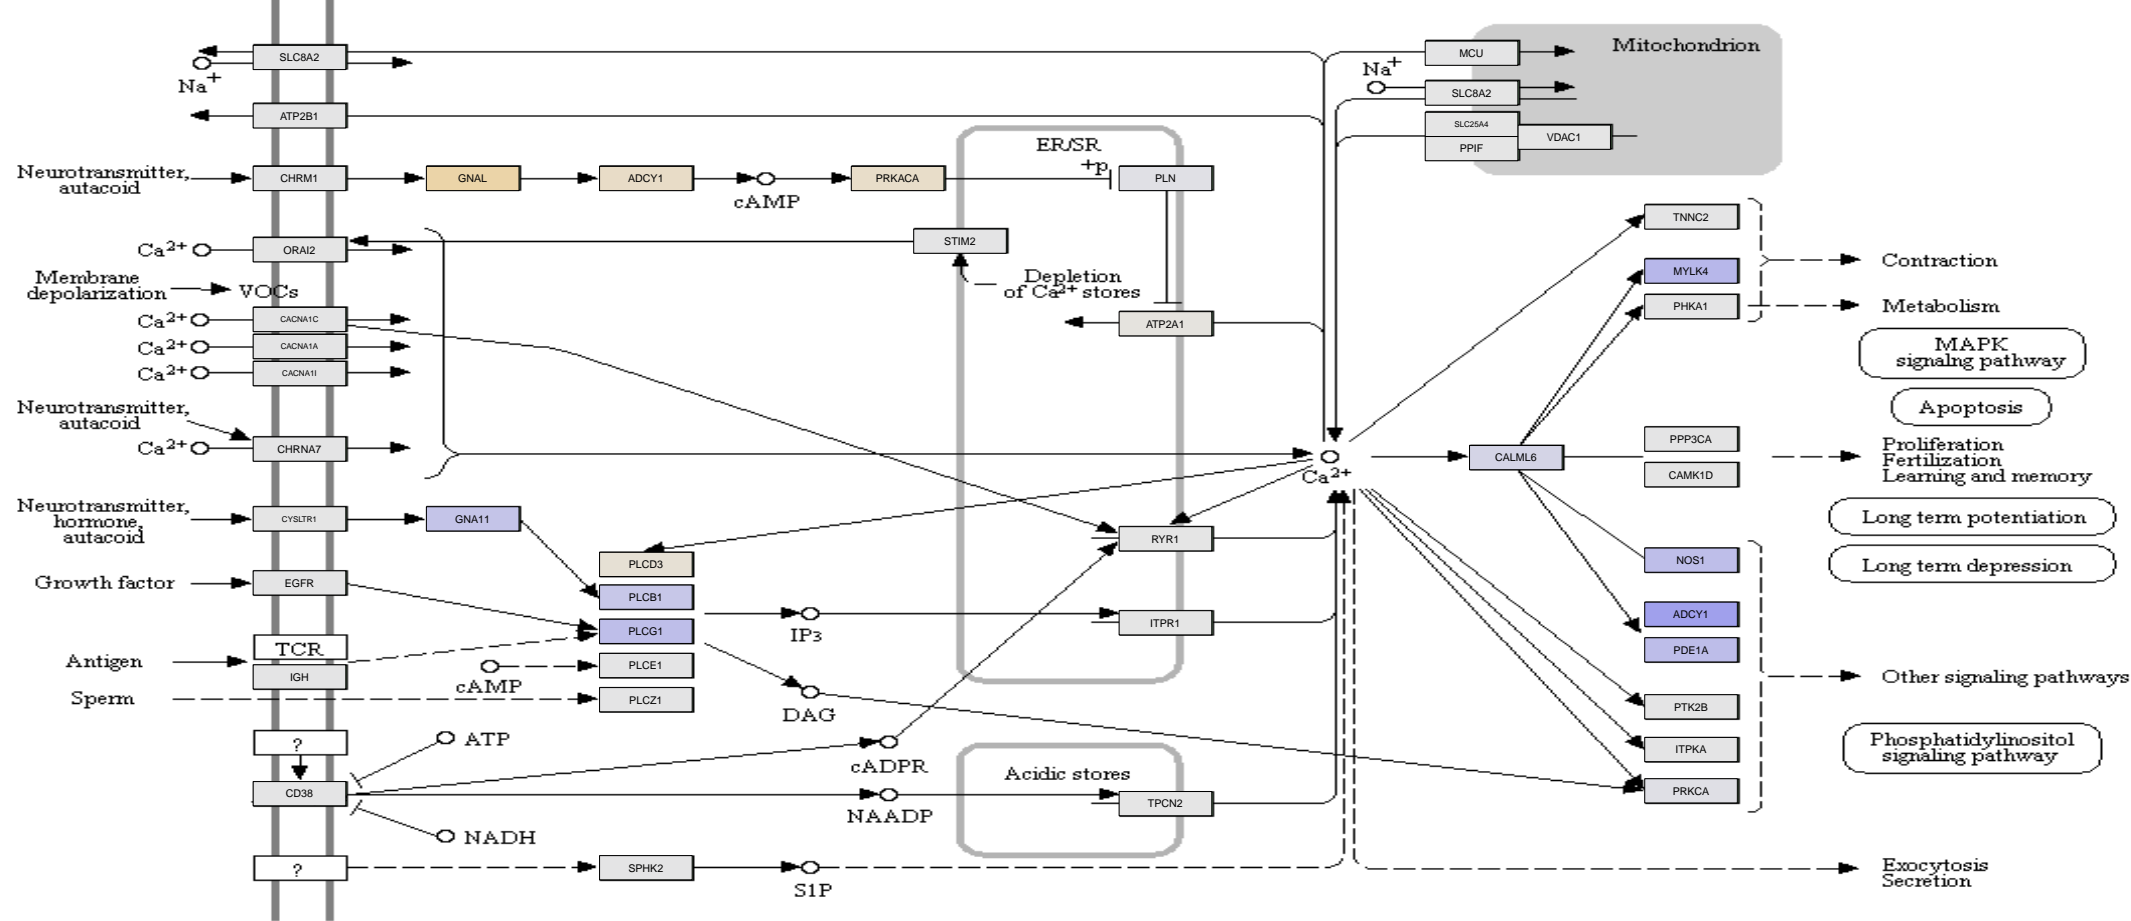 SLC8A2
Na+
ATP2B1
MCU
Mitochondrion
Na+
SLC8A2
SLC25A4
PPIF
VDAC1
ER/SR
Neurotransmitter,
autacoid
CHRM1
GNAL
ADCY1
cAMP
PRKACA
+p
PLN
Ca2+
ORAI2
STIM2
Depletion
of Ca2+ stores
Membrane
depolarization
VOCs
Ca2+
CACNA1C
Ca2+
CACNA1A
Ca2+
CACNA1I
ATP2A1
TNNC2
MYLK4
PHKA1
Contraction
Metabolism
MAPK
signalng pathway
Apoptosis
Neurotransmitter,
autacoid
Ca2+
CHRNA7
Ca2+
CALML6
PPP3CA
CAMK1D
Proliferation
Fertilization
Learning and memory
Long term potentiation
Long term depression
Neurotransmitter,
hormone,
autacoid
CYSLTR1
GNA11
RYR1
Growth factor
EGFR
PLCD3
PLCB1
PLCG1
PLCE1
PLCZ1
IP3
ITPR1
NOS1
ADCY1
PDE1A
Antigen
TCR
IGH
cAMP
Sperm
DAG
Other signaling pathways
PTK2B
ITPKA
PRKCA
Phosphatidylinositol
signaling pathway
?
ATP
cADPR
CD38
NAADP
NADH
Acidic stores
TPCN2
?
SPHK2
S1P
Exocytosis
Secretion